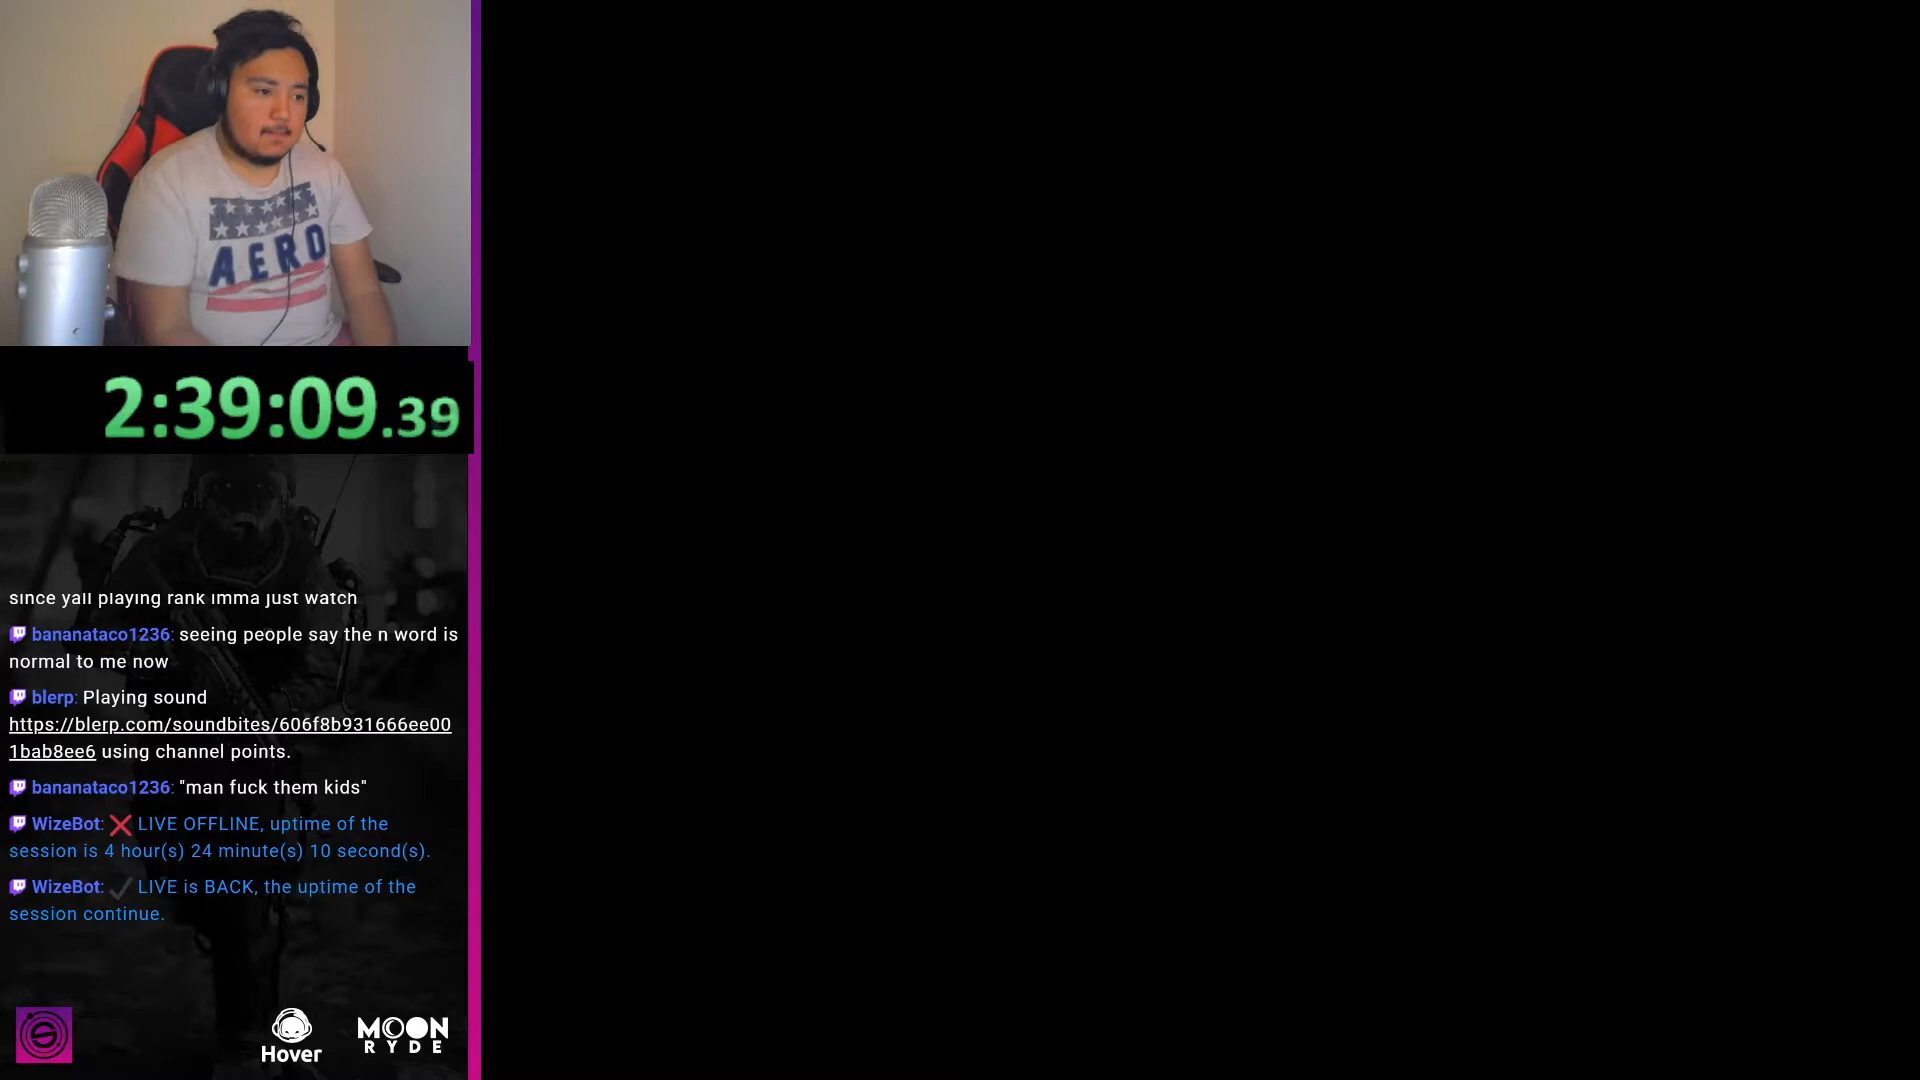 AERO
2:39:09.39
since yall playing rank imma just watch
bananataco1236: seeing people say the n word is
normal to me now
blerp: Playing sound
https://blerp.com/soundbites/606f8b931666ee00
1bab8ee6 using channel points.
bananataco1236: "man fuck them kids"
WizeBot: ❌ LIVE OFFLINE, uptime of the
session is 4 hour(s) 24 minute(s) 10 second(s).
WizeBot: ✔ LIVE is BACK, the uptime of the
session continue.
Hover
MOON
RYDE